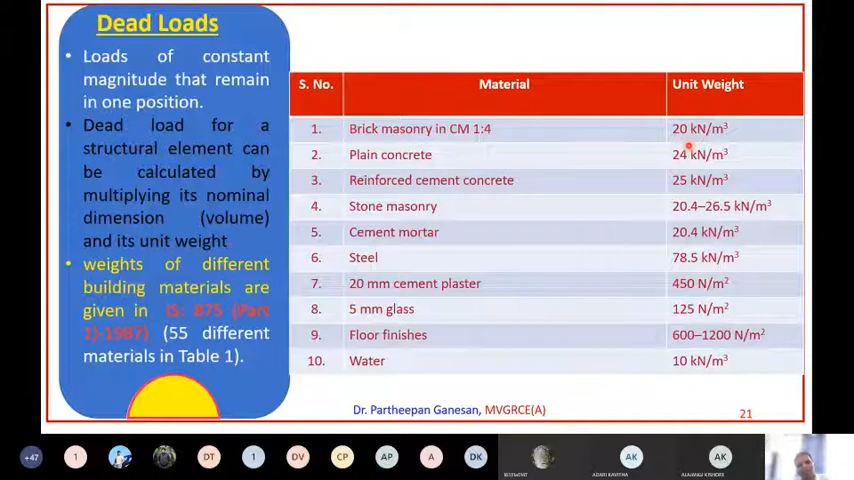 Dead Loads
• Loads of constant
magnitude that remain
in one position.
• Dead load for a
structural element can
be calculated by
multiplying its nominal
dimension (volume)
and its unit weight
• weights of different
building materials are
given in IS: 875 (Part
1)-1987) (55 different
materials in Table 1).
S. No. Material Unit Weight
1. Brick masonry in CM 1:4 20 kN/m³
2. Plain concrete 24 kN/m³
3. Reinforced cement concrete 25 kN/m³
4. Stone masonry 20.4–26.5 kN/m³
5. Cement mortar 20.4 kN/m³
6. Steel 78.5 kN/m³
7. 20 mm cement plaster 450 N/m²
8. 5 mm glass 125 N/m²
9. Floor finishes 600–1200 N/m²
10. Water 10 kN/m³
Dr. Partheepan Ganesan, MVGRCE(A)
21
+47 1 DT 1 DV CP AP A DK AK AK
ADARI KAVITHA